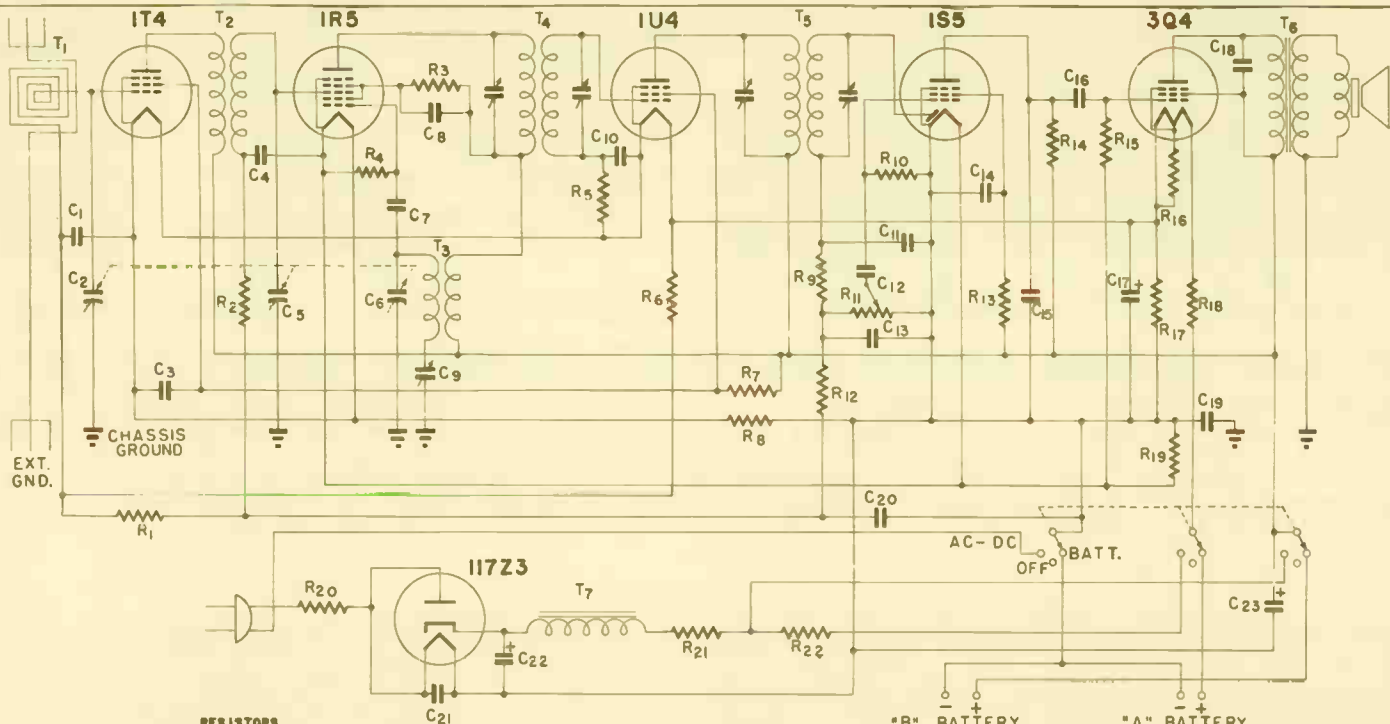 1T4 T2 1R5 T4 1U4 T5 1S5 3Q4 T6
T1
C18
R3
C16
C8
R14 R15
C4
C10
R10
R4
R5
C14
C7
R16
C1
T3
C11
C2
R9
C12
R2 C5 C6
R6
R11
R13 C15 C17 R18
C13
R17
C9
C3
R7
R12
R8
C19
CHASSIS
GROUND
R19
EXT.
GND.
C20
R1
AC-DC BATT.
OFF
117Z3
R20
T7
C23
C22
R21 R22
C21
RESISTORS
"B" BATTERY "A" BATTERY
- + - +